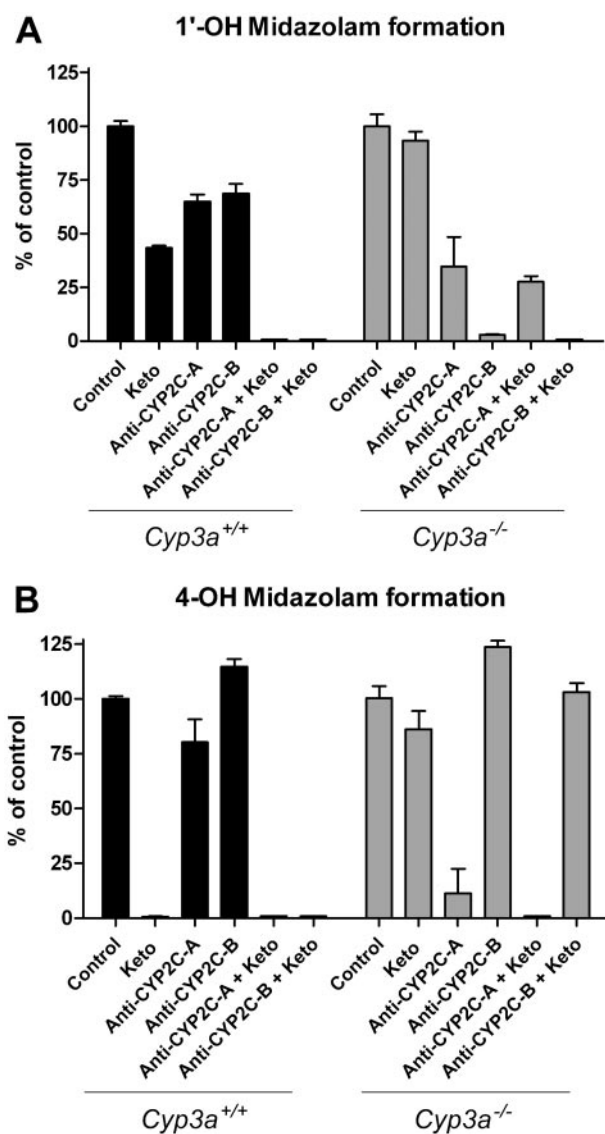 A
1'-OH Midazolam formation
125
100
75
50
25
0
% of control
Control
Keto
Anti-CYP2C-A
Anti-CYP2C-B
Anti-CYP2C-A + Keto
Anti-CYP2C-B + Keto
Control
Keto
Anti-CYP2C-A
Anti-CYP2C-B
Anti-CYP2C-A + Keto
Anti-CYP2C-B + Keto
Cyp3a+/+
Cyp3a-/-
B
4-OH Midazolam formation
125
100
75
50
25
0
% of control
Control
Keto
Anti-CYP2C-A
Anti-CYP2C-B
Anti-CYP2C-A + Keto
Anti-CYP2C-B + Keto
Control
Keto
Anti-CYP2C-A
Anti-CYP2C-B
Anti-CYP2C-A + Keto
Anti-CYP2C-B + Keto
Cyp3a+/+
Cyp3a-/-